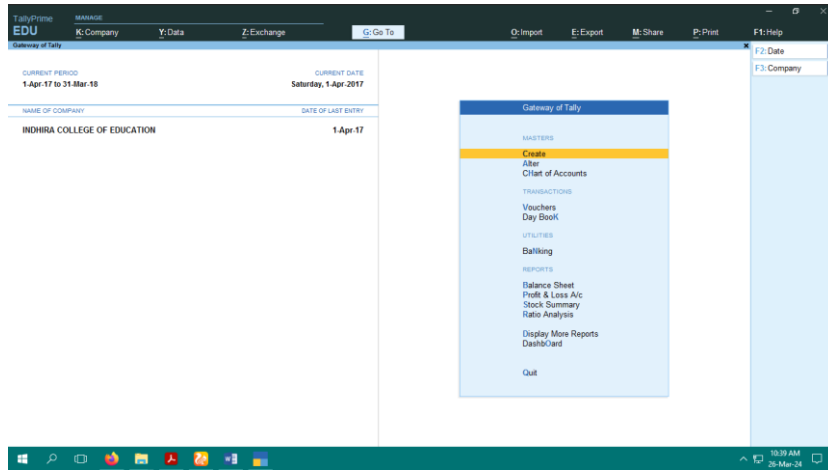 TallyPrime MANAGE
EDU K: Company Y: Data Z: Exchange G: Go To O: Import E: Export M: Share P: Print F1: Help
Gateway of Tally
F2: Date
F3: Company
CURRENT PERIOD CURRENT DATE
1-Apr-17 to 31-Mar-18 Saturday, 1-Apr-2017
NAME OF COMPANY DATE OF LAST ENTRY
INDHIRA COLLEGE OF EDUCATION 1-Apr-17
Gateway of Tally
MASTERS
Create
Alter
CHart of Accounts
TRANSACTIONS
Vouchers
Day BooK
UTILITIES
BaNking
REPORTS
Balance Sheet
Profit & Loss A/c
Stock Summary
Ratio Analysis
Display More Reports
DashbOard
Quit
10:39 AM
26-Mar-24